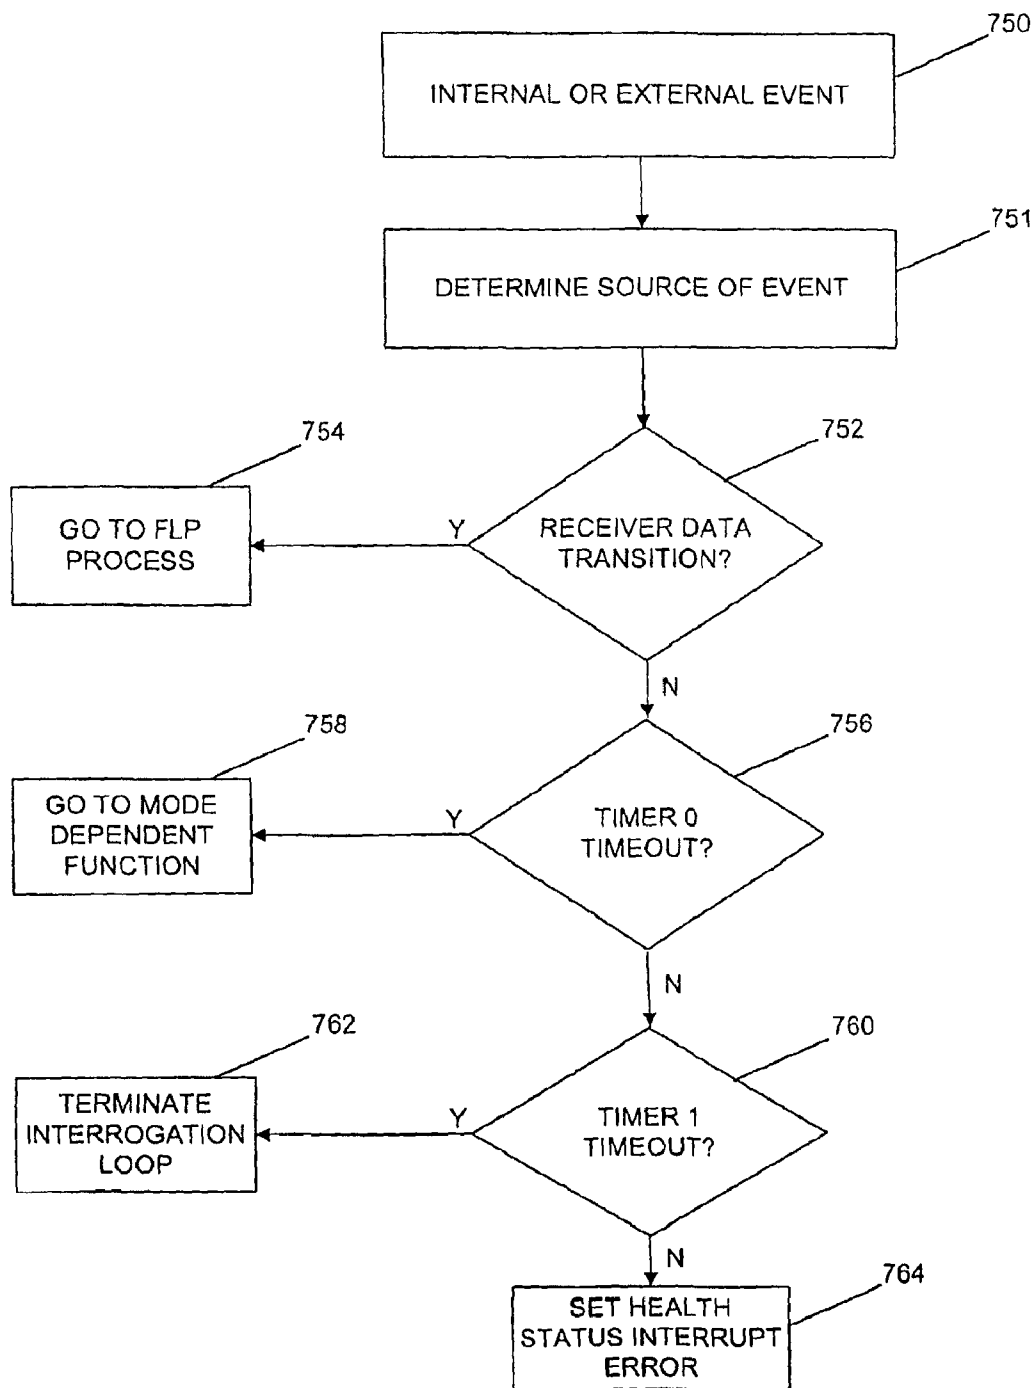 750
INTERNAL OR EXTERNAL EVENT
751
DETERMINE SOURCE OF EVENT
754
752
GO TO FLP
PROCESS
Y
RECEIVER DATA
TRANSITION?
N
758
756
GO TO MODE
DEPENDENT
FUNCTION
Y
TIMER 0
TIMEOUT?
N
762
760
TERMINATE
INTERROGATION
LOOP
Y
TIMER 1
TIMEOUT?
N
764
SET HEALTH
STATUS INTERRUPT
ERROR